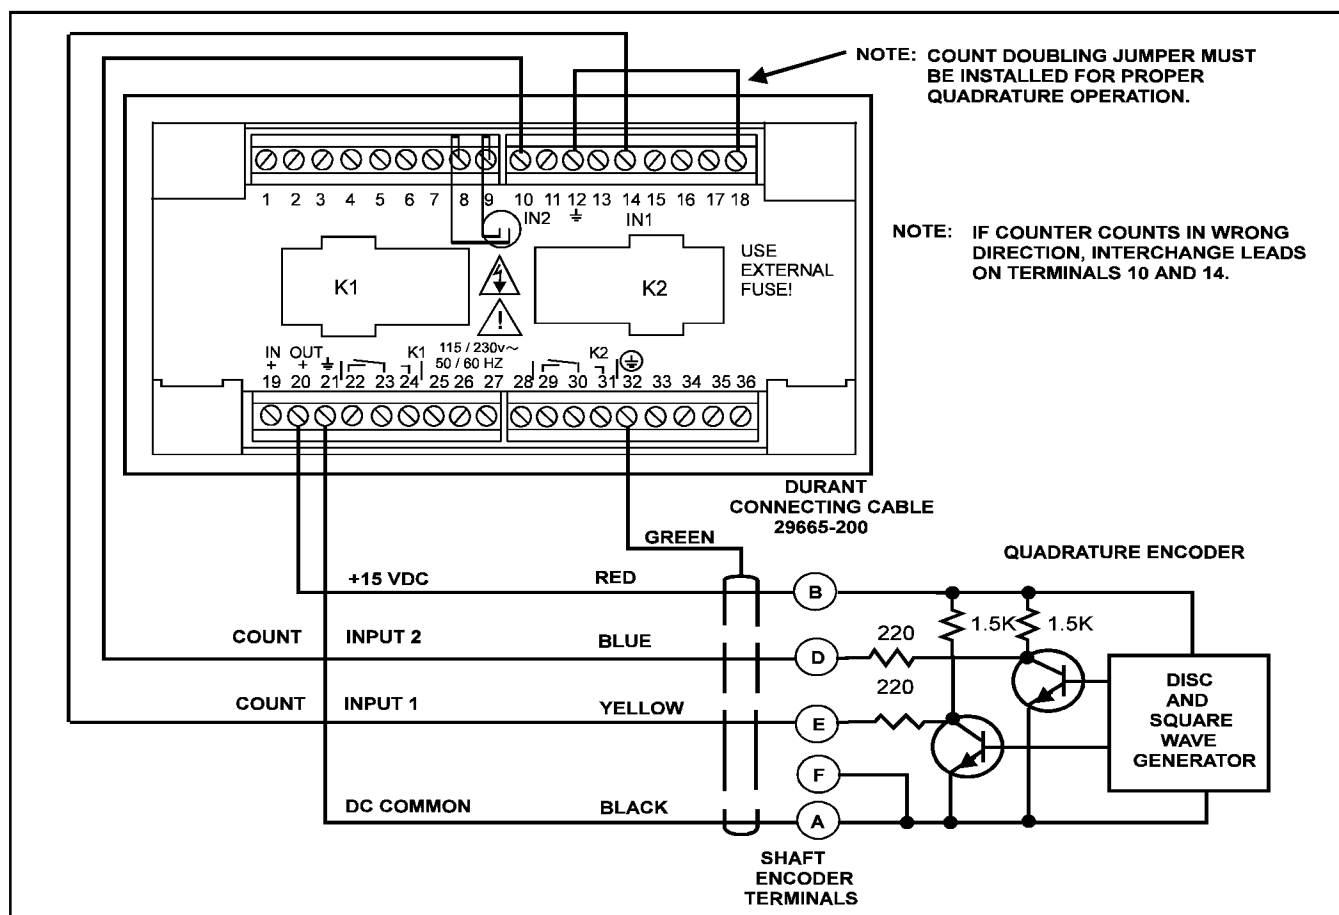 NOTE: COUNT DOUBLING JUMPER MUST
BE INSTALLED FOR PROPER
QUADRATURE OPERATION.
1 2 3 4 5 6 7 8 9 10 11 12 13 14 15 16 17 18
IN2 IN1
NOTE: IF COUNTER COUNTS IN WRONG
DIRECTION, INTERCHANGE LEADS
ON TERMINALS 10 AND 14.
USE
EXTERNAL
FUSE!
K1
K2
!
IN OUT K1 115 / 230v~ K2
+ + 50 / 60 HZ
19 20 21 22 23 24 25 26 27 28 29 30 31 32 33 34 35 36
DURANT
CONNECTING CABLE
29665-200
GREEN
QUADRATURE ENCODER
+15 VDC RED B
1.5K 1.5K
COUNT INPUT 2 BLUE D 220
220
COUNT INPUT 1 YELLOW E
DISC
AND
SQUARE
WAVE
GENERATOR
F
DC COMMON BLACK A
SHAFT
ENCODER
TERMINALS